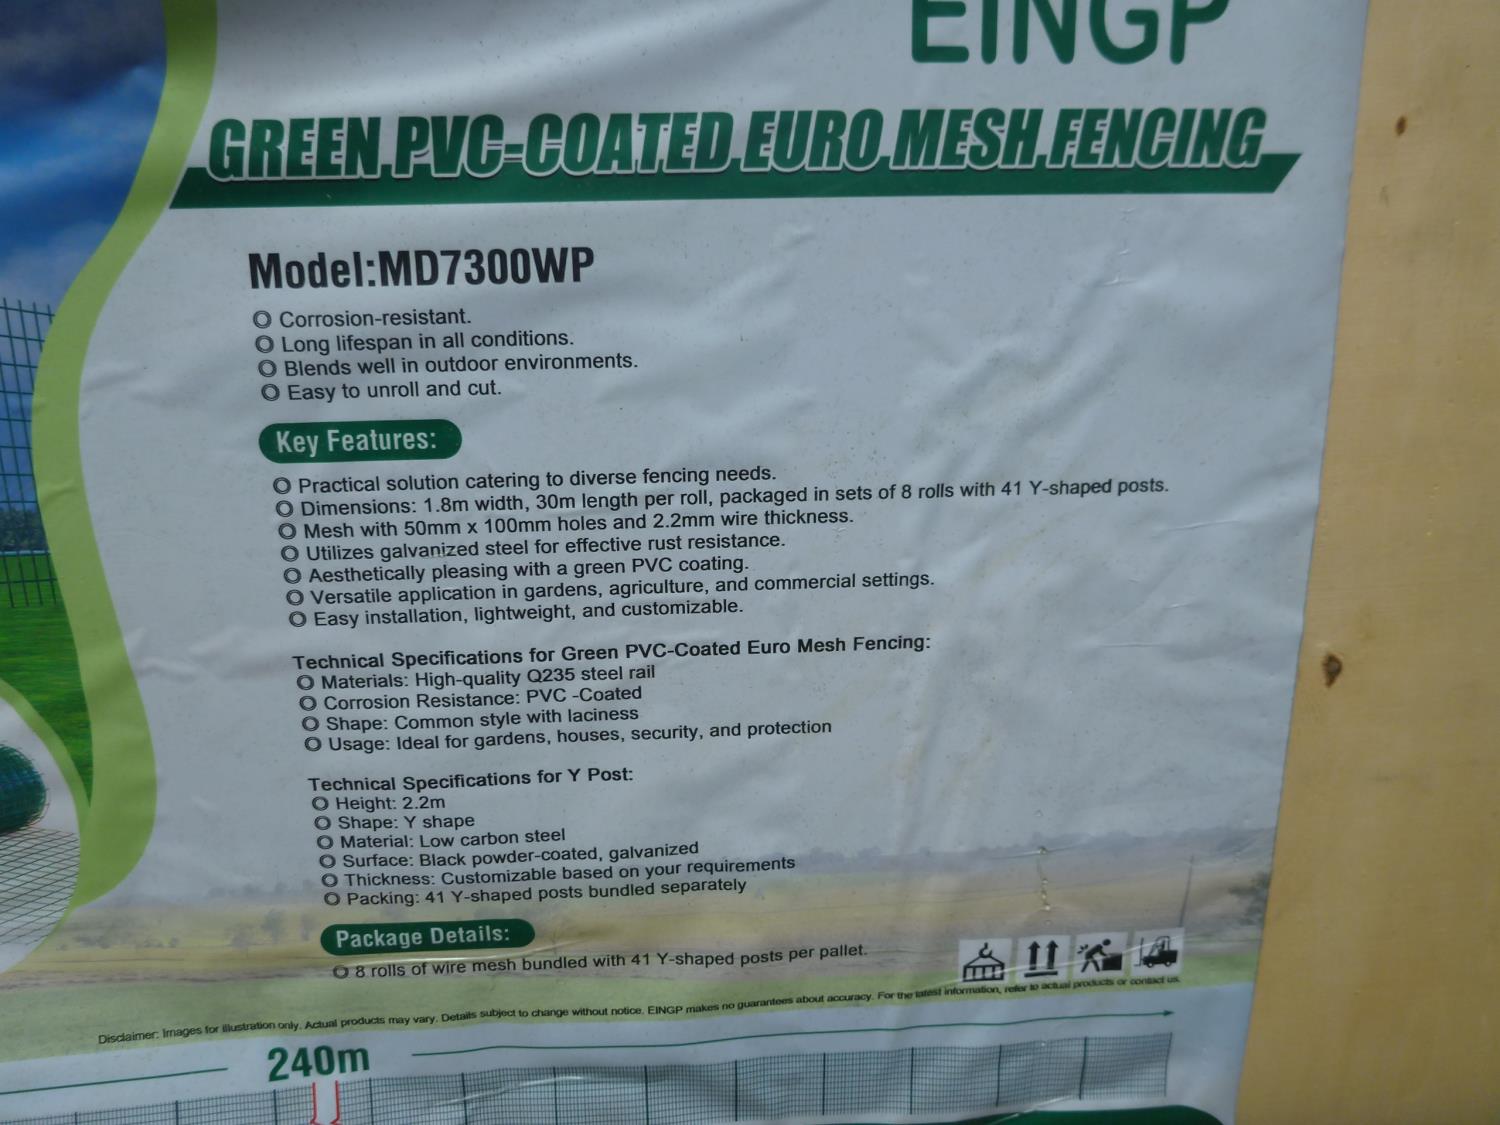 EINGP
GREEN PVC-COATED EURO MESH FENCING
Model:MD7300WP
Corrosion-resistant.
Long lifespan in all conditions.
Blends well in outdoor environments.
Easy to unroll and cut.
Key Features:
Practical solution catering to diverse fencing needs.
Dimensions: 1.8m width, 30m length per roll, packaged in sets of 8 rolls with 41 Y-shaped posts.
Mesh with 50mm x 100mm holes and 2.2mm wire thickness.
Utilizes galvanized steel for effective rust resistance.
Aesthetically pleasing with a green PVC coating.
Versatile application in gardens, agriculture, and commercial settings.
Easy installation, lightweight, and customizable.
Technical Specifications for Green PVC-Coated Euro Mesh Fencing:
Materials: High-quality Q235 steel rail
Corrosion Resistance: PVC -Coated
Shape: Common style with laciness
Usage: Ideal for gardens, houses, security, and protection
Technical Specifications for Y Post:
Height: 2.2m
Shape: Y shape
Material: Low carbon steel
Surface: Black powder-coated, galvanized
Thickness: Customizable based on your requirements
Packing: 41 Y-shaped posts bundled separately
Package Details:
8 rolls of wire mesh bundled with 41 Y-shaped posts per pallet.
Disclaimer: Images for illustration only. Actual products may vary. Details subject to change without notice. EINGP makes no guarantees about accuracy. For the latest information, refer to actual products or contact us.
240m